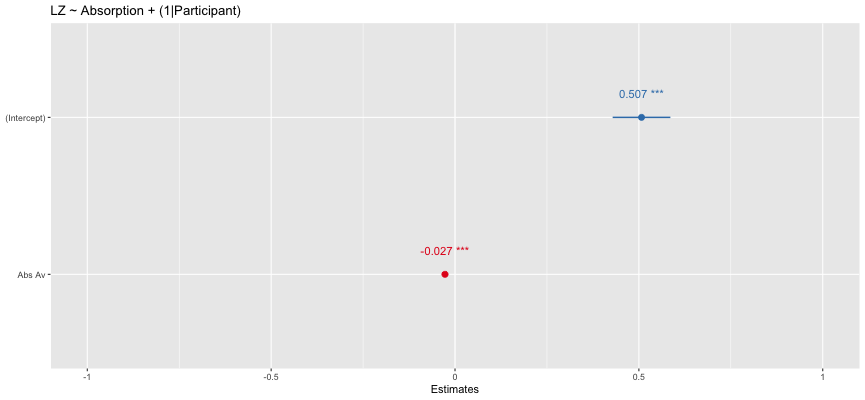 LZ ~ Absorption + (1|Participant)
0.507 ***
(Intercept)
-0.027 ***
Abs Av
-1 -0.5 0 0.5 1
Estimates